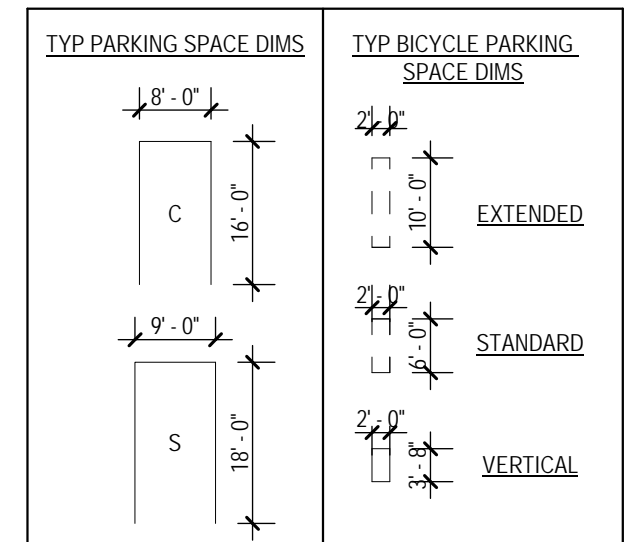 TYP PARKING SPACE DIMS
8' - 0"
C
16' - 0"
9' - 0"
S
18' - 0"
TYP BICYCLE PARKING
SPACE DIMS
2' - 0"
10' - 0"
EXTENDED
2' - 0"
6' - 0"
STANDARD
2' - 0"
3' - 8"
VERTICAL